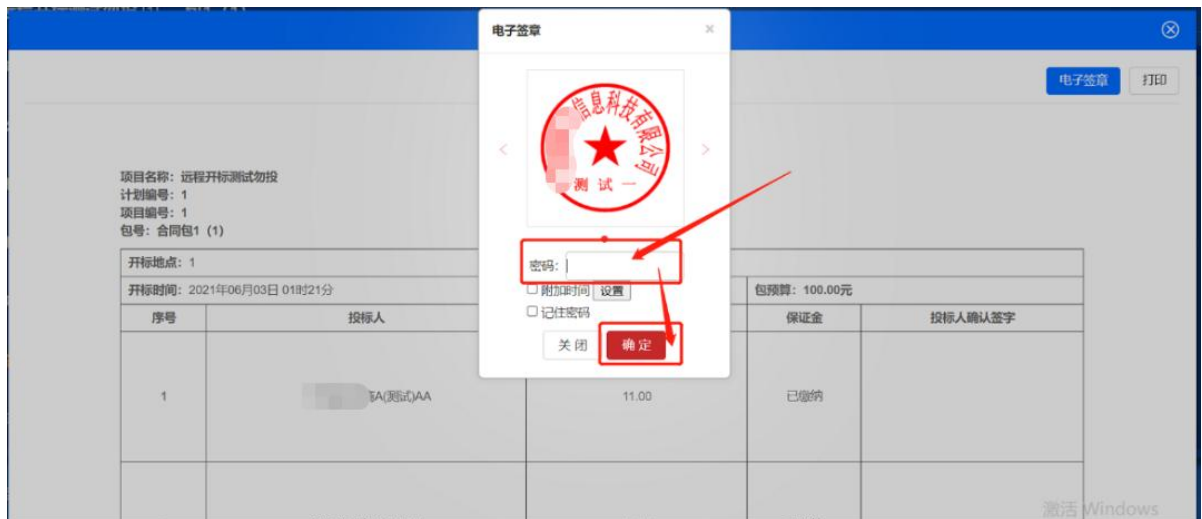 电子签章
电子签章 打印
信息科技有限公司
测试一
项目名称：远程开标测试勿投
计划编号：1
项目编号：1
包号：合同包1（1）
密码：
附加时间 设置
记住密码
关闭 确定
开标地点：1
开标时间：2021年06月03日 01时21分 包预算：100.00元
序号 投标人 保证金 投标人确认签字
1 A(测试)AA 11.00 已缴纳
激活 Windows